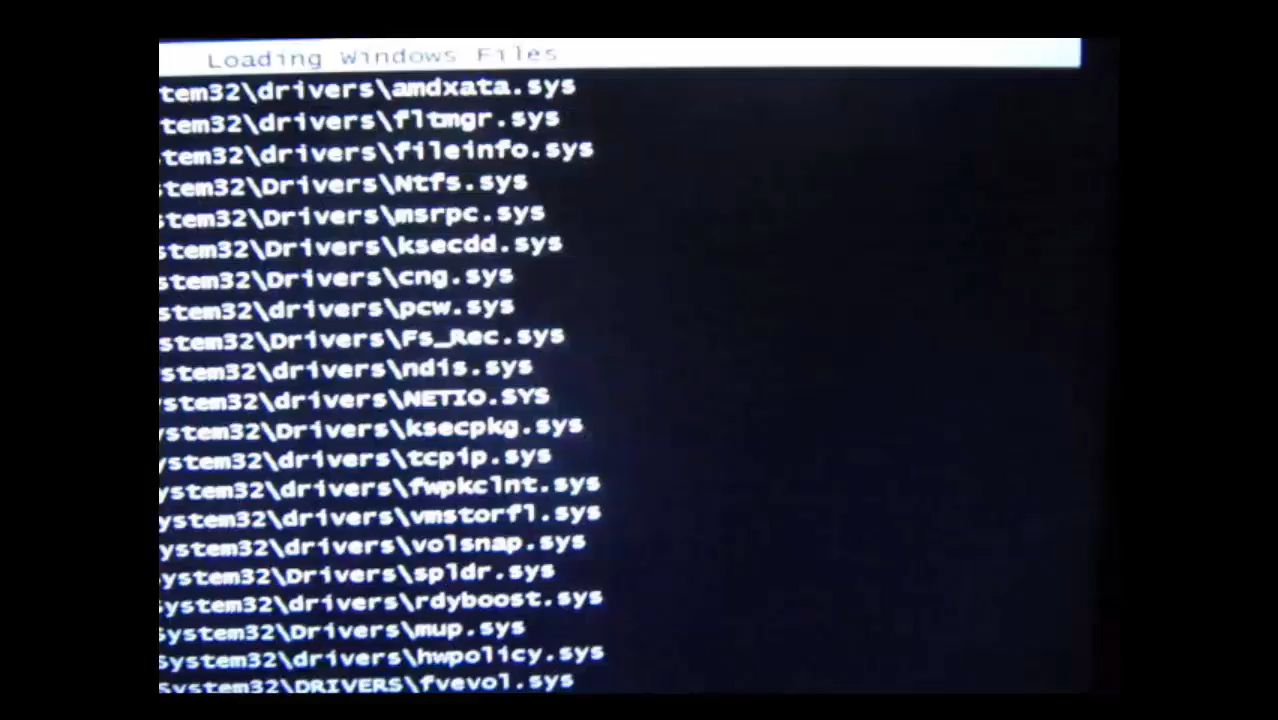 Loading Windows Files
tem32\drivers\amdxata.sys
tem32\drivers\fltmgr.sys
tem32\drivers\fileinfo.sys
stem32\Drivers\Ntfs.sys
stem32\Drivers\msrpc.sys
stem32\Drivers\ksecdd.sys
stem32\Drivers\cng.sys
stem32\drivers\pcw.sys
stem32\Drivers\Fs_Rec.sys
stem32\drivers\ndis.sys
ystem32\drivers\NETIO.SYS
ystem32\Drivers\ksecpkg.sys
ystem32\drivers\tcpip.sys
ystem32\drivers\fwpkclnt.sys
ystem32\drivers\vmstorfl.sys
ystem32\drivers\volsnap.sys
ystem32\Drivers\spldr.sys
system32\drivers\rdyboost.sys
system32\Drivers\mup.sys
system32\drivers\hwpolicy.sys
system32\DRIVERS\fvevol.sys